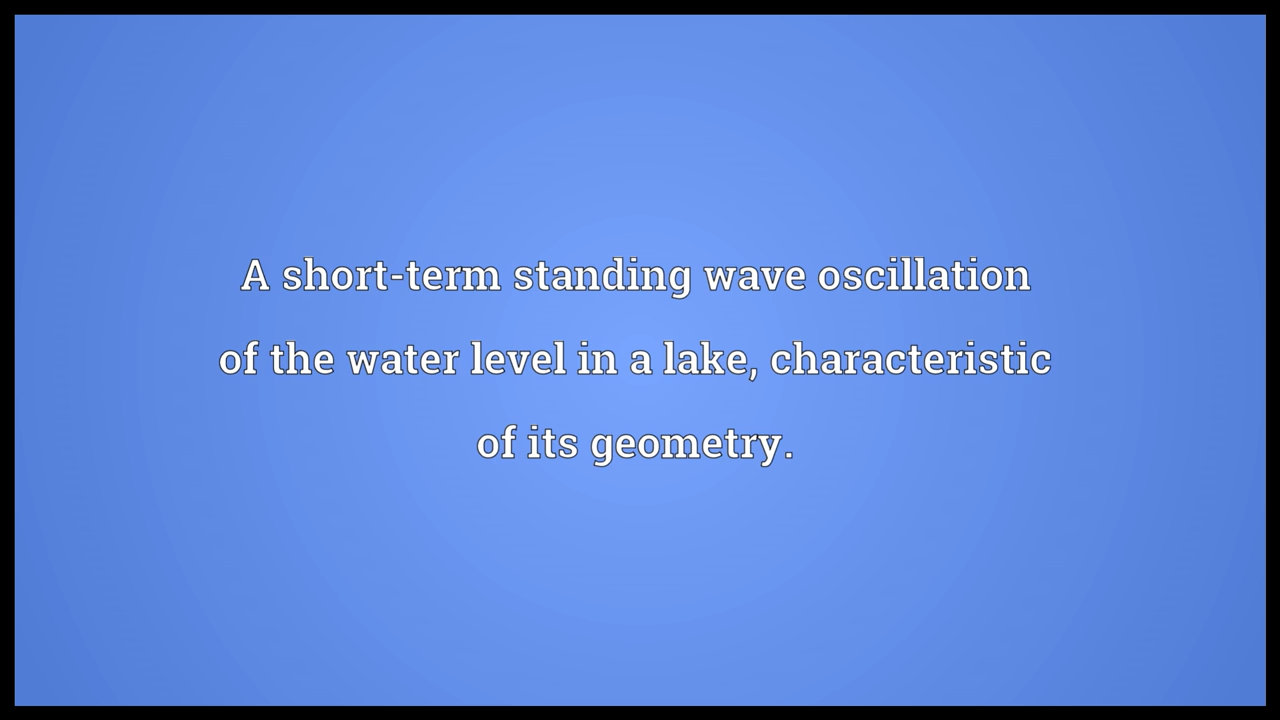 A short-term standing wave oscillation
of the water level in a lake, characteristic
of its geometry.